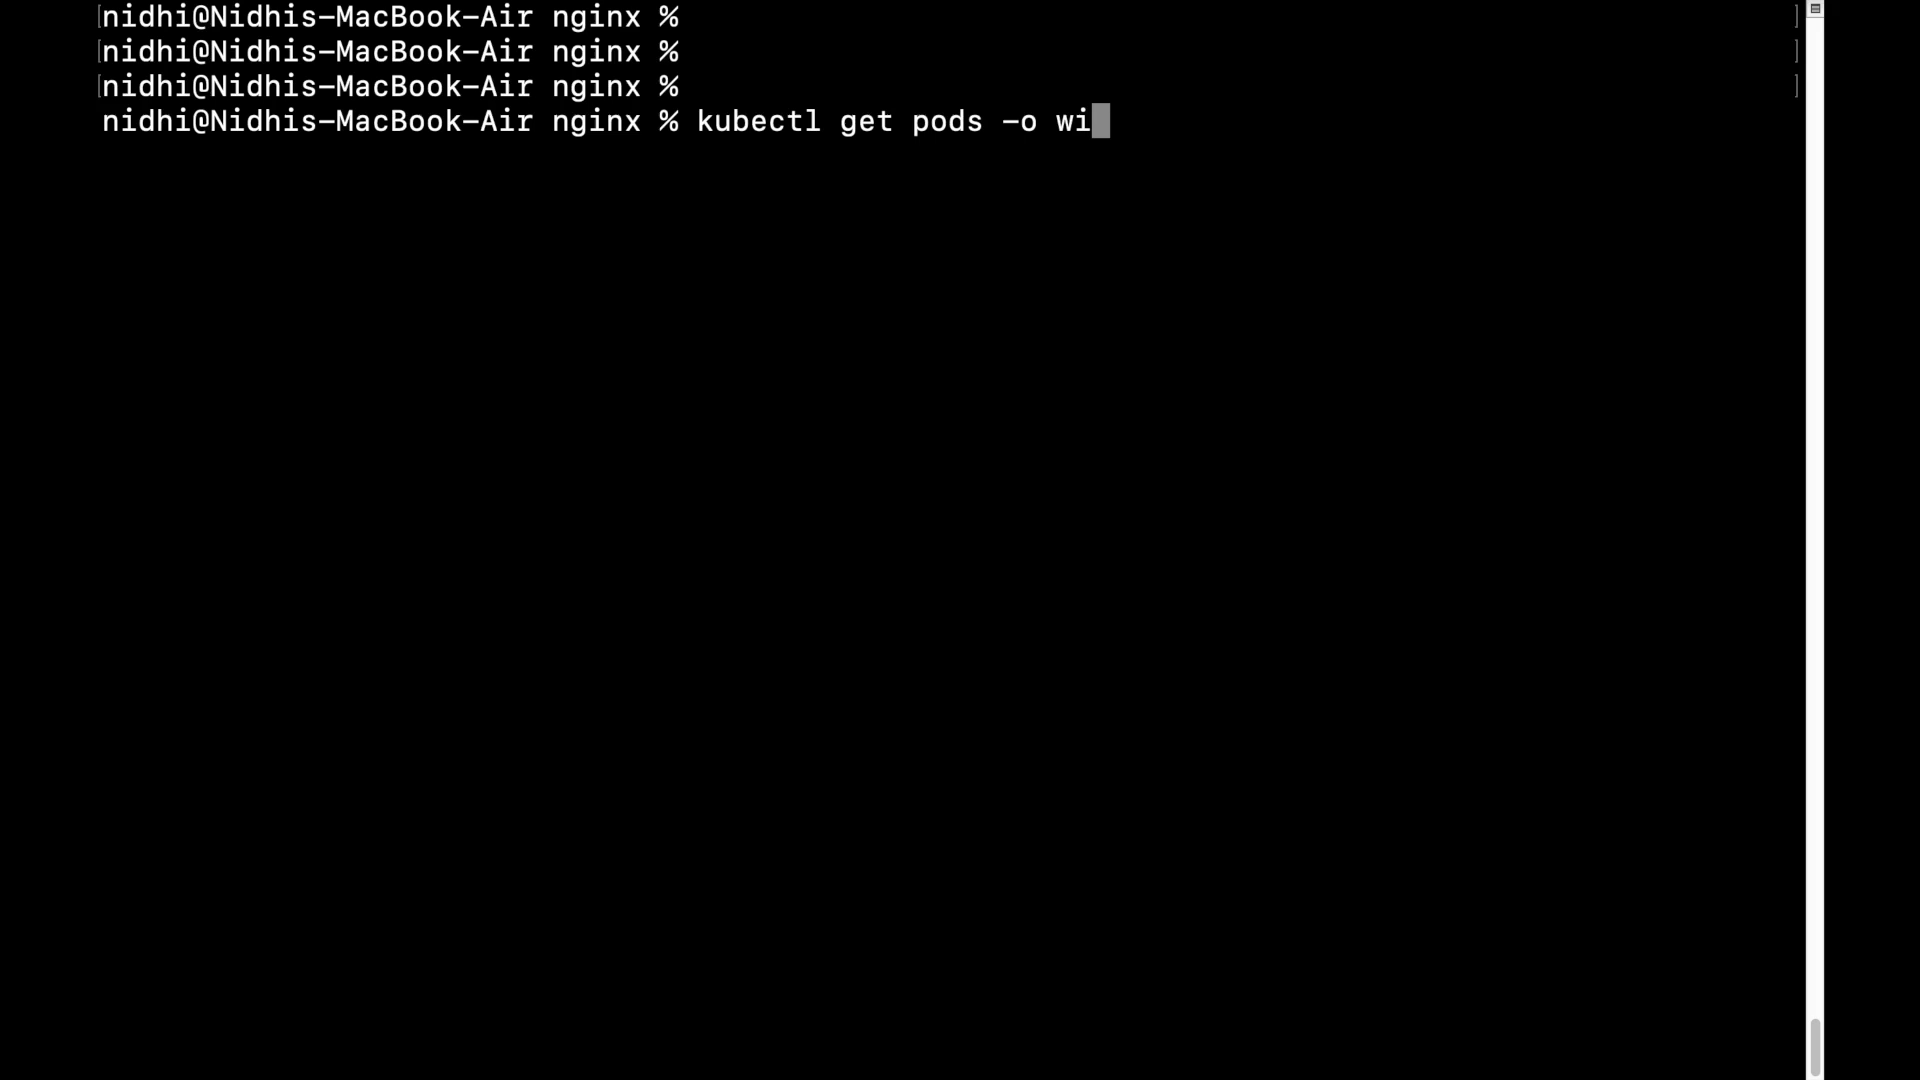 [nidhi@Nidhis-MacBook-Air nginx % ]
[nidhi@Nidhis-MacBook-Air nginx % ]
[nidhi@Nidhis-MacBook-Air nginx % ]
nidhi@Nidhis-MacBook-Air nginx % kubectl get pods -o wi